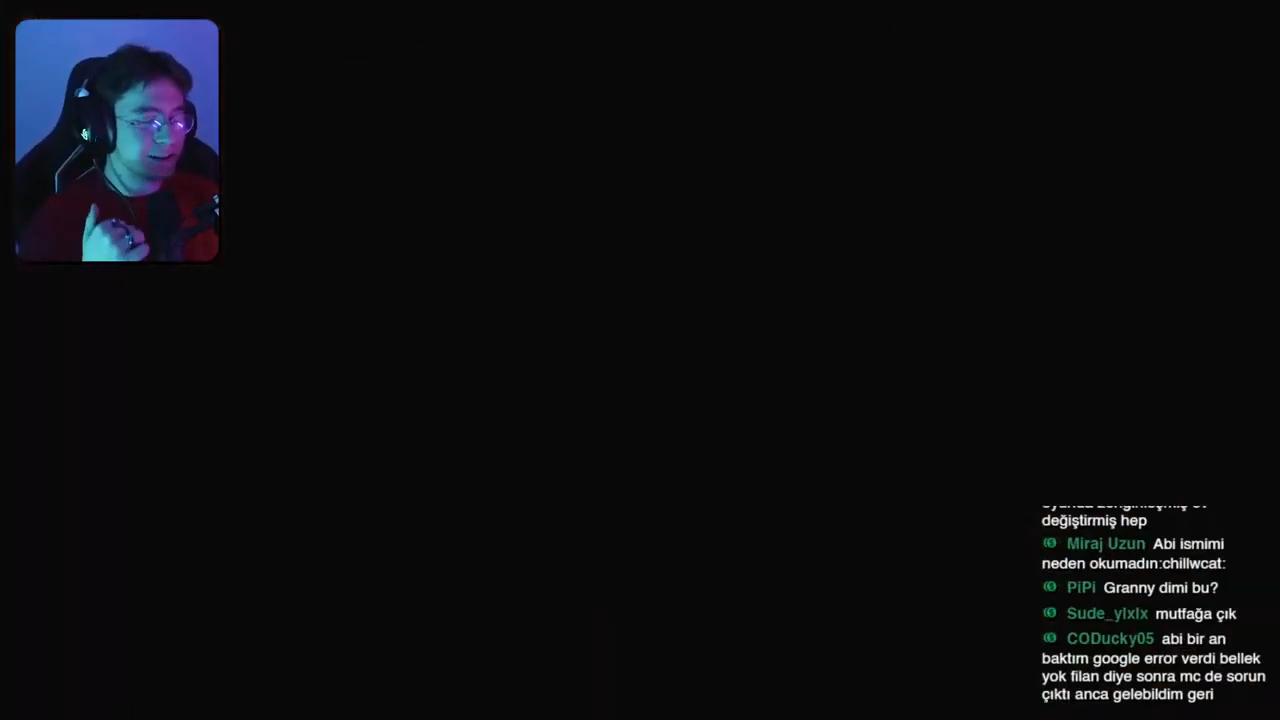 değiştirmiş hep
Miraj Uzun Abi ismimi
neden okumadın:chillwcat:
PiPi Granny dimi bu?
Sude_ylxlx mutfağa çık
CODucky05 abi bir an
baktım google error verdi bellek
yok filan diye sonra mc de sorun
çıktı anca gelebildim geri